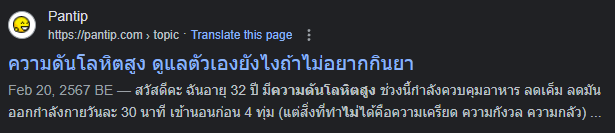 Pantip
https://pantip.com › topic · Translate this page
ความดันโลหิตสูง ดูแลตัวเองยังไงถ้าไม่อยากกินยา
Feb 20, 2567 BE — สวัสดีคะ ฉันอายุ 32 ปี มีความดันโลหิตสูง ช่วงนี้กำลังควบคุมอาหาร ลดเค็ม ลดมัน
ออกกำลังกายวันละ 30 นาที เข้านอนก่อน 4 ทุ่ม (แต่สิ่งที่ทำไม่ได้คือความเครียด ความกังวล ความกลัว) ...